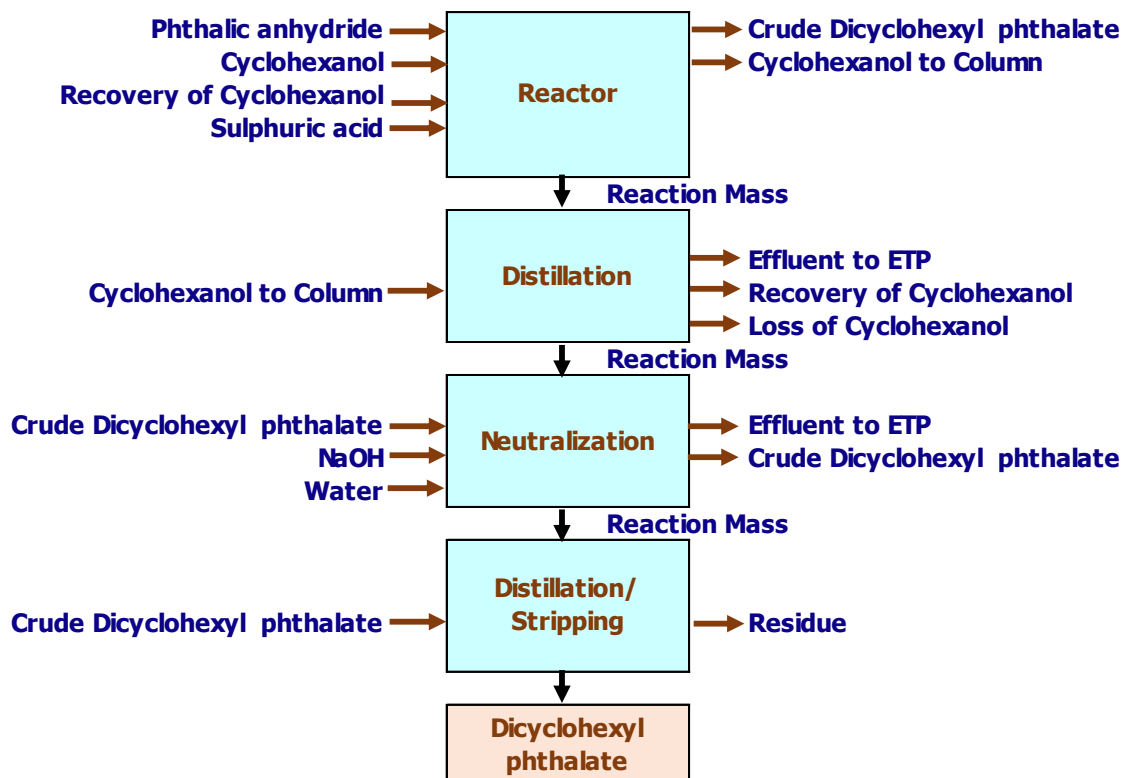 Phthalic anhydride
Cyclohexanol
Recovery of Cyclohexanol
Sulphuric acid
Reactor
Crude Dicyclohexyl phthalate
Cyclohexanol to Column
Reaction Mass
Cyclohexanol to Column
Distillation
Effluent to ETP
Recovery of Cyclohexanol
Loss of Cyclohexanol
Reaction Mass
Crude Dicyclohexyl phthalate
NaOH
Water
Neutralization
Effluent to ETP
Crude Dicyclohexyl phthalate
Reaction Mass
Crude Dicyclohexyl phthalate
Distillation/
Stripping
Residue
Dicyclohexyl
phthalate